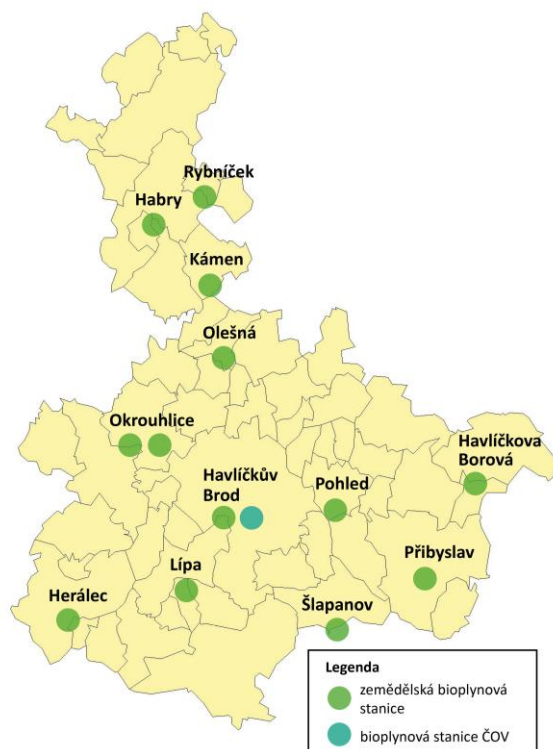 Rybníček
Habry
Kámen
Olešná
Okrouhlice
Havlíčkova
Borová
Havlíčkův
Brod
Pohled
Přibyslav
Lípa
Herálec
Šlapanov
Legenda
zemědělská bioplynová
stanice
bioplynová stanice ČOV